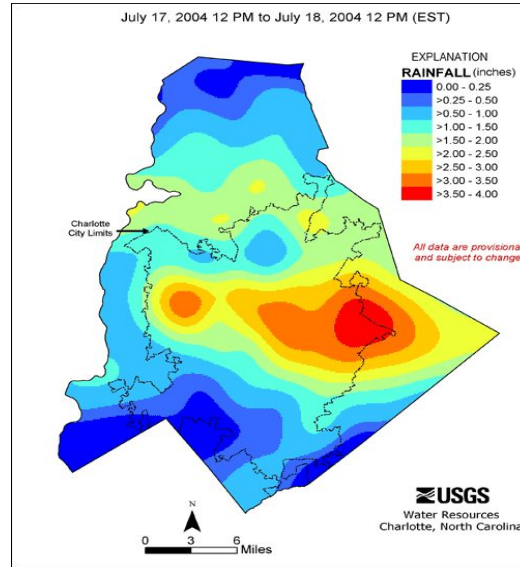 July 17, 2004 12 PM to July 18, 2004 12 PM (EST)
EXPLANATION
RAINFALL (inches)
0.00 - 0.25
>0.25 - 0.50
>0.50 - 1.00
>1.00 - 1.50
>1.50 - 2.00
>2.00 - 2.50
>2.50 - 3.00
>3.00 - 3.50
>3.50 - 4.00
Charlotte
City Limits
All data are provisional
and subject to change
N
0 3 6
Miles
USGS
Water Resources
Charlotte, North Carolina